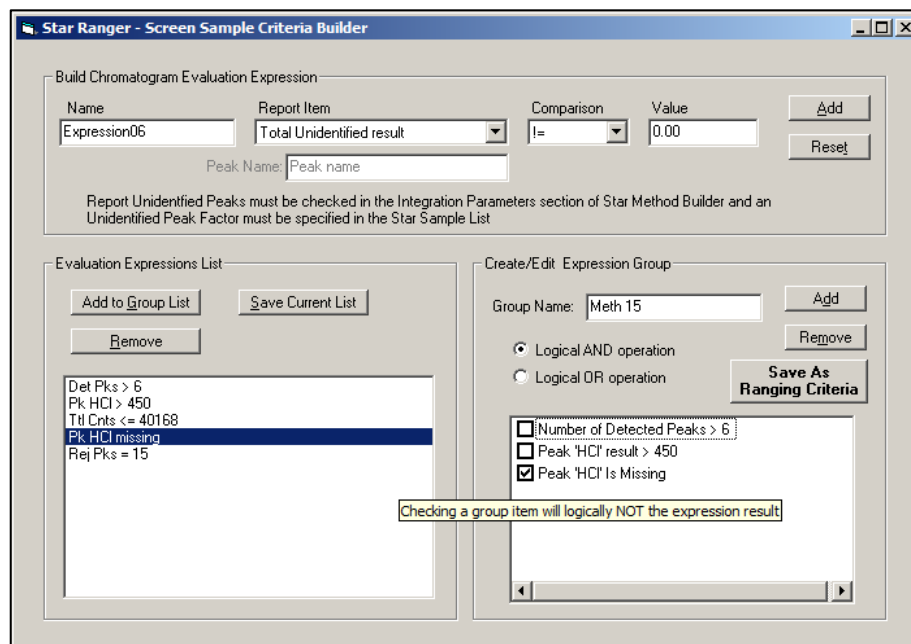 Star Ranger - Screen Sample Criteria Builder
Build Chromatogram Evaluation Expression
Name Report Item Comparison Value
Expression06 Total Unidentified result != 0.00 Add
Reset
Peak Name: Peak name
Report Unidentfied Peaks must be checked in the Integration Parameters section of Star Method Builder and an
Unidentified Peak Factor must be specified in the Star Sample List
Evaluation Expressions List
Add to Group List Save Current List
Remove
Det Pks > 6
Pk HCl > 450
Ttl Cnts <= 40168
Pk HCl missing
Rej Pks = 15
Create/Edit Expression Group
Group Name: Meth 15 Add
Remove
Logical AND operation
Logical OR operation
Save As
Ranging Criteria
Number of Detected Peaks > 6
Peak 'HCl' result > 450
Peak 'HCl' Is Missing
Checking a group item will logically NOT the expression result